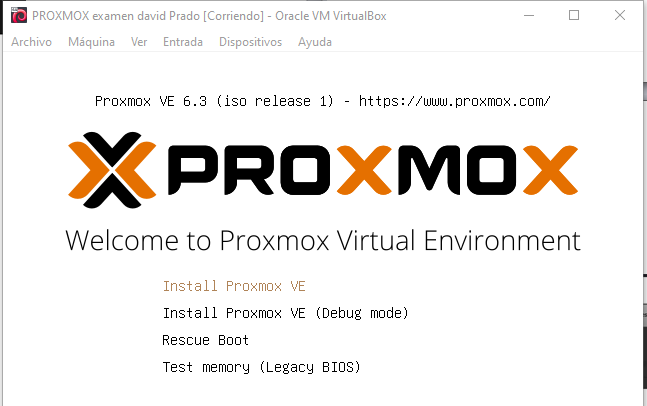 PROXMOX examen david Prado [Corriendo] - Oracle VM VirtualBox
Archivo Máquina Ver Entrada Dispositivos Ayuda
Proxmox VE 6.3 (iso release 1) - https://www.proxmox.com/
PROXMOX
Welcome to Proxmox Virtual Environment
Install Proxmox VE
Install Proxmox VE (Debug mode)
Rescue Boot
Test memory (Legacy BIOS)